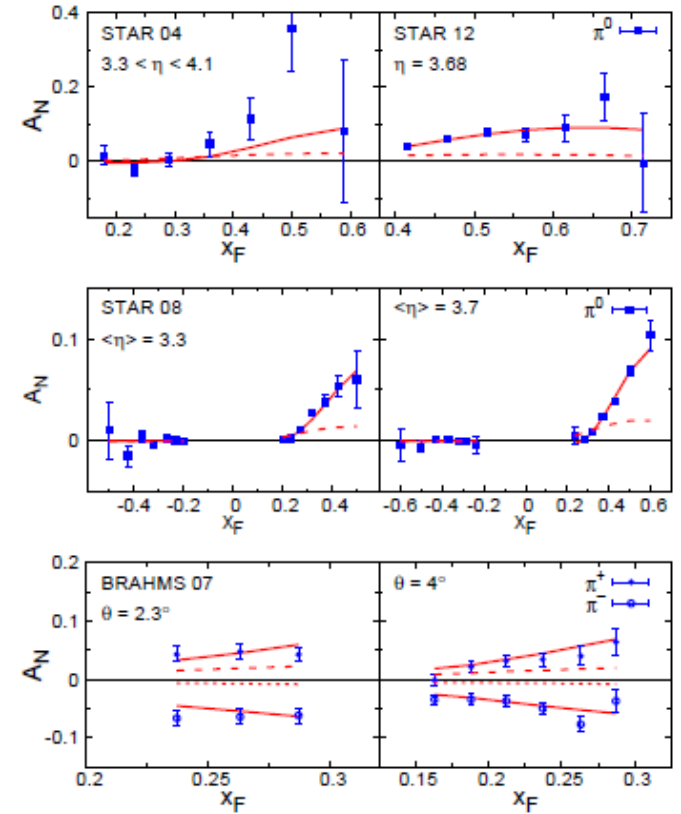 0.4
STAR 04
3.3 < η < 4.1
STAR 12
η = 3.68
π⁰
0.2
A_N
0
0.2 0.3 0.4 0.5 0.6
0.4 0.5 0.6 0.7
x_F
x_F
STAR 08
<η> = 3.3
<η> = 3.7
π⁰
0.1
A_N
0
-0.4 -0.2 0 0.2 0.4
-0.6 -0.4 -0.2 0 0.2 0.4 0.6
x_F
x_F
0.2
BRAHMS 07
θ = 2.3°
θ = 4°
π⁺
π⁻
0.1
A_N
0
-0.1
0.2 0.25 0.3
0.15 0.2 0.25 0.3
x_F
x_F